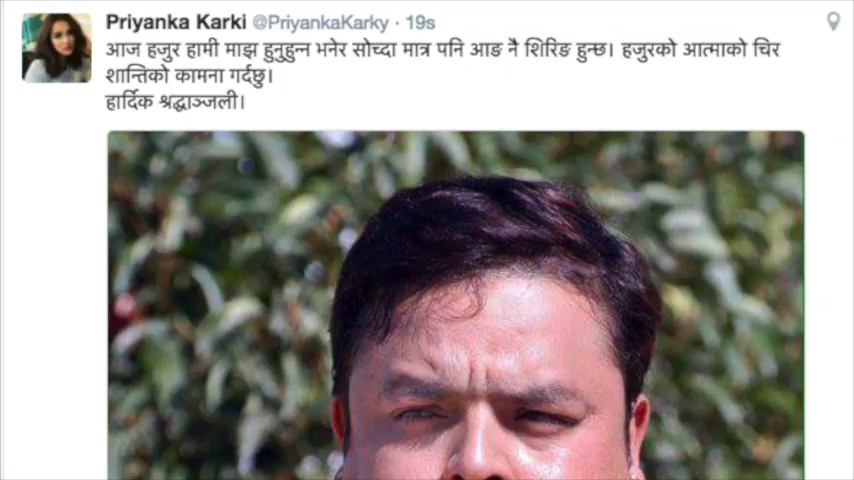 Priyanka Karki @PriyankaKarky · 19s
आज हजुर हामी माझ हुनुहुन्न भनेर सोच्दा मात्र पनि आङ नै शिरिङ हुन्छ। हजुरको आत्माको चिर
शान्तिको कामना गर्दछु।
हार्दिक श्रद्धाञ्जली।